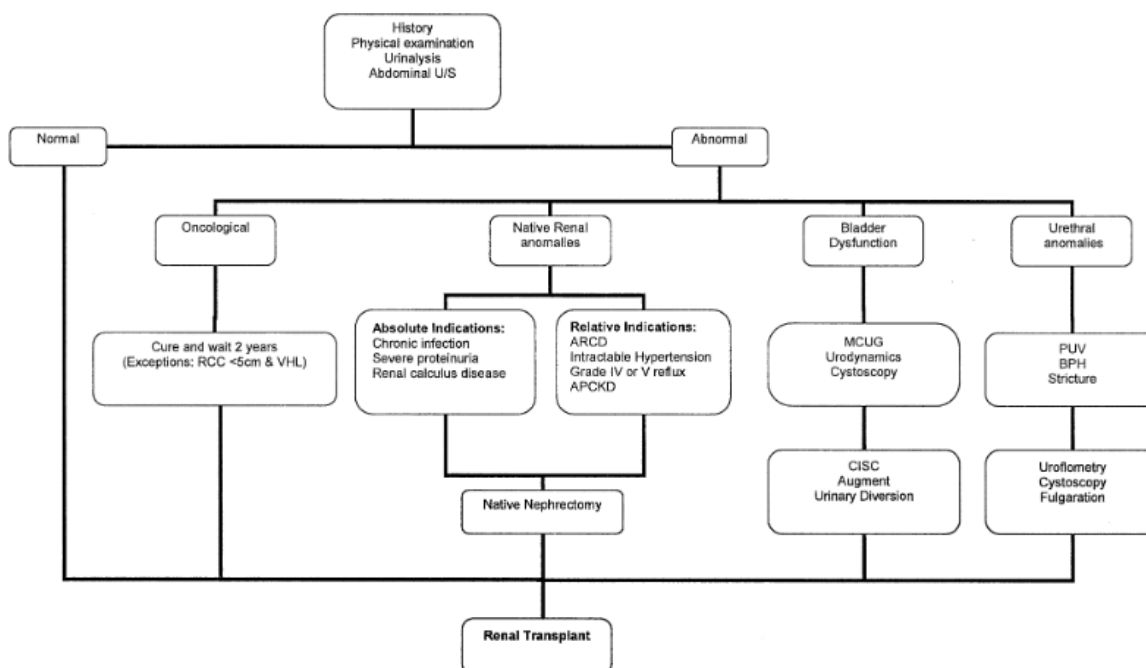 History
Physical examination
Urinalysis
Abdominal U/S
Normal
Abnormal
Oncological
Native Renal
anomalies
Bladder
Dysfunction
Urethral
anomalies
Cure and wait 2 years
(Exceptions: RCC <5cm & VHL)
Absolute Indications:
Chronic infection
Severe proteinuria
Renal calculus disease
Relative Indications:
ARCD
Intractable Hypertension
Grade IV or V reflux
APCKD
MCUG
Urodynamics
Cystoscopy
PUV
BPH
Stricture
Native Nephrectomy
CISC
Augment
Urinary Diversion
Uroflometry
Cystoscopy
Fulgaration
Renal Transplant